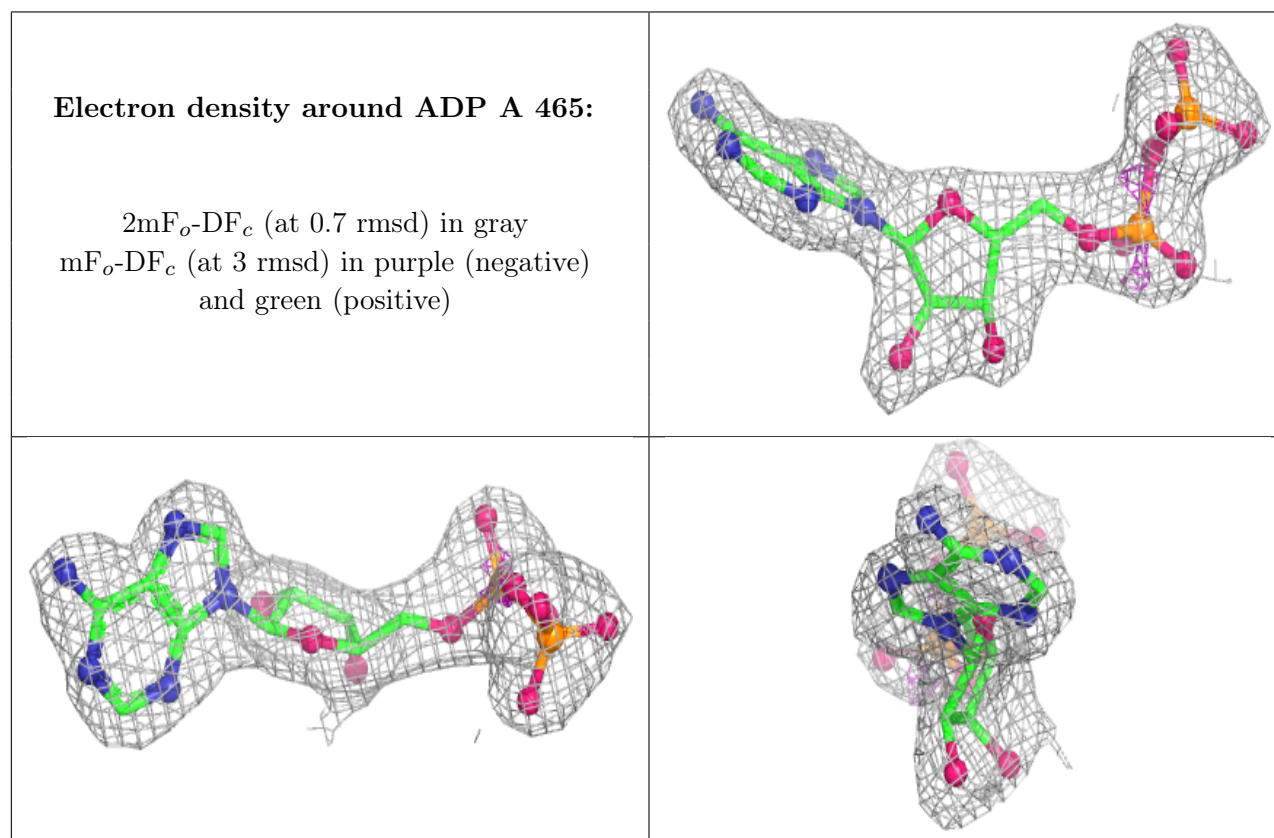 Electron density around ADP A 465:
2mFo-DFc (at 0.7 rmsd) in gray
mFo-DFc (at 3 rmsd) in purple (negative)
and green (positive)